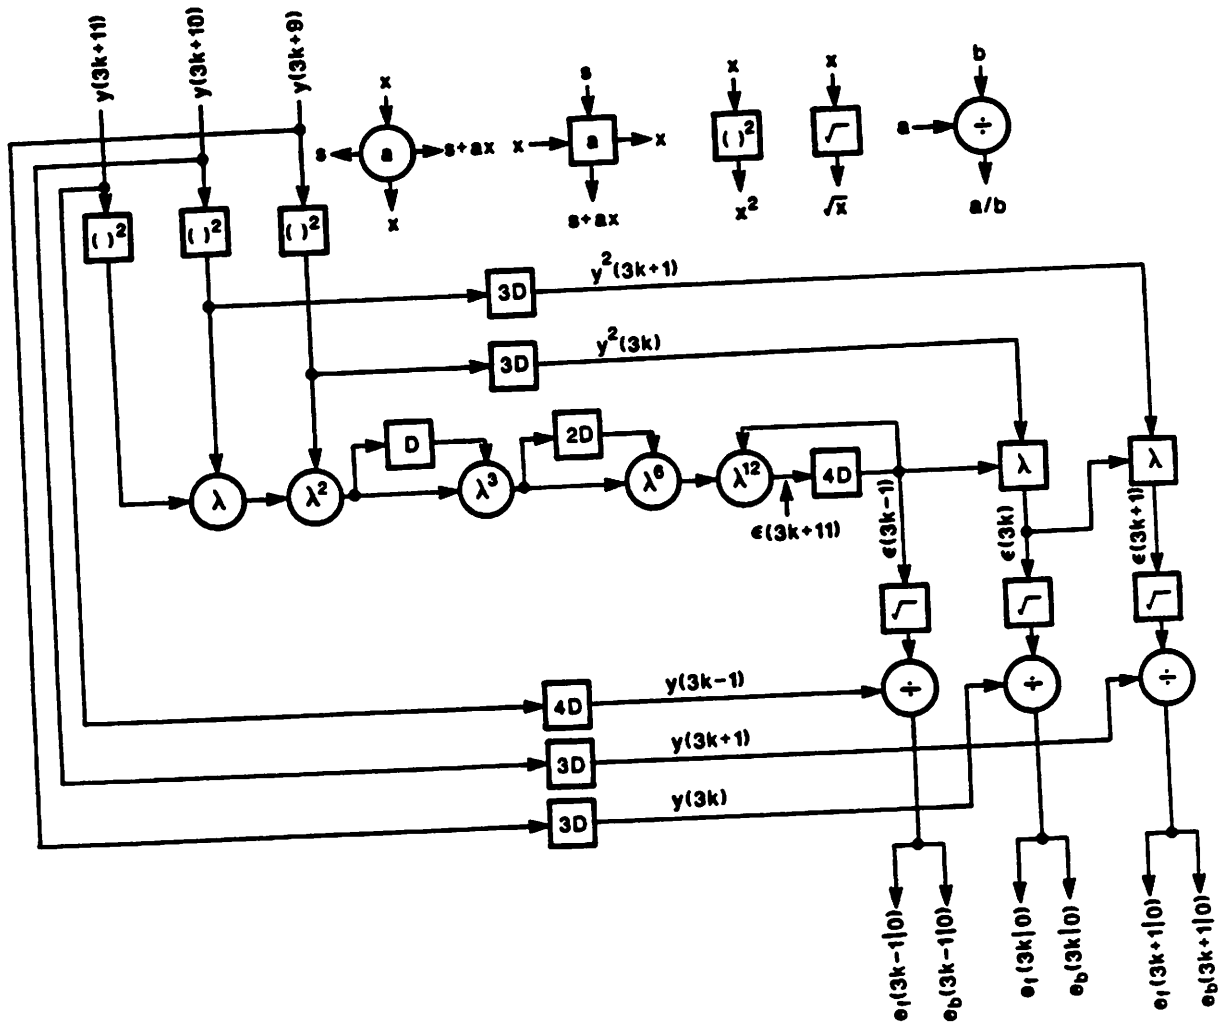 y(3k+11)
y(3k+10)
y(3k+9)
x
s
a
s+ax
x
s
x
a
x
s+ax
x
( )²
x²
x
√
√x
b
a
÷
a/b
( )²
( )²
( )²
3D
y²(3k+1)
3D
y²(3k)
D
2D
λ
λ²
λ³
λ⁶
λ¹²
4D
λ
λ
ϵ(3k+11)
ϵ(3k−1)
ϵ(3k)
ϵ(3k+1)
√
√
√
4D
y(3k−1)
÷
÷
÷
3D
y(3k+1)
3D
y(3k)
e_f(3k−1|0)
e_b(3k−1|0)
e_f(3k|0)
e_b(3k|0)
e_f(3k+1|0)
e_b(3k+1|0)